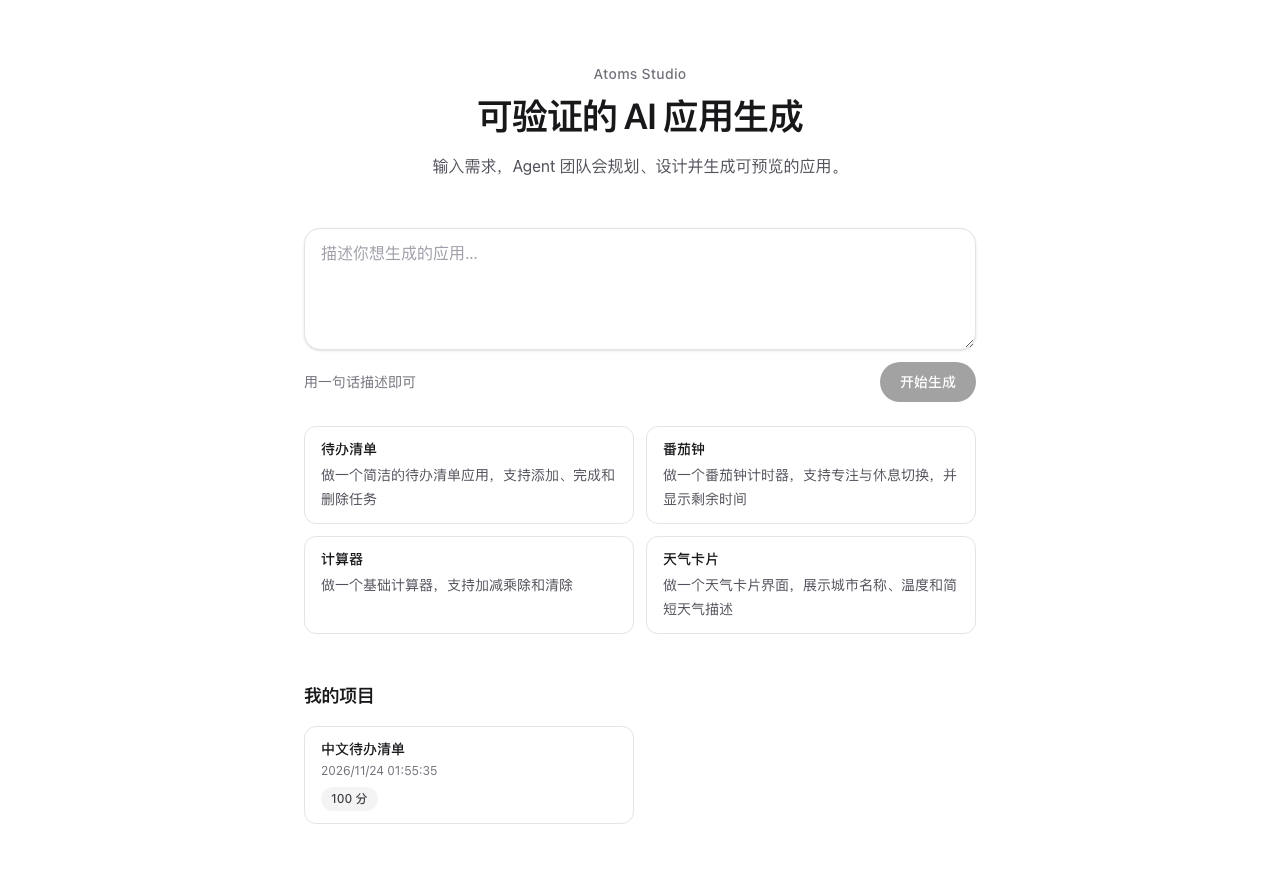 Atoms Studio
可验证的 AI 应用生成
输入需求，Agent 团队会规划、设计并生成可预览的应用。
描述你想生成的应用...
用一句话描述即可
开始生成
待办清单
做一个简洁的待办清单应用，支持添加、完成和
删除任务
番茄钟
做一个番茄钟计时器，支持专注与休息切换，并
显示剩余时间
计算器
做一个基础计算器，支持加减乘除和清除
天气卡片
做一个天气卡片界面，展示城市名称、温度和简
短天气描述
我的项目
中文待办清单
2026/11/24 01:55:35
100 分